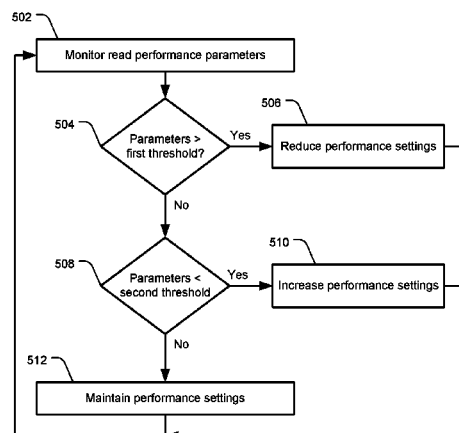 502
Monitor read performance parameters
504
Parameters >
first threshold?
Yes
506
Reduce performance settings
No
508
Parameters <
second threshold
Yes
510
Increase performance settings
No
512
Maintain performance settings